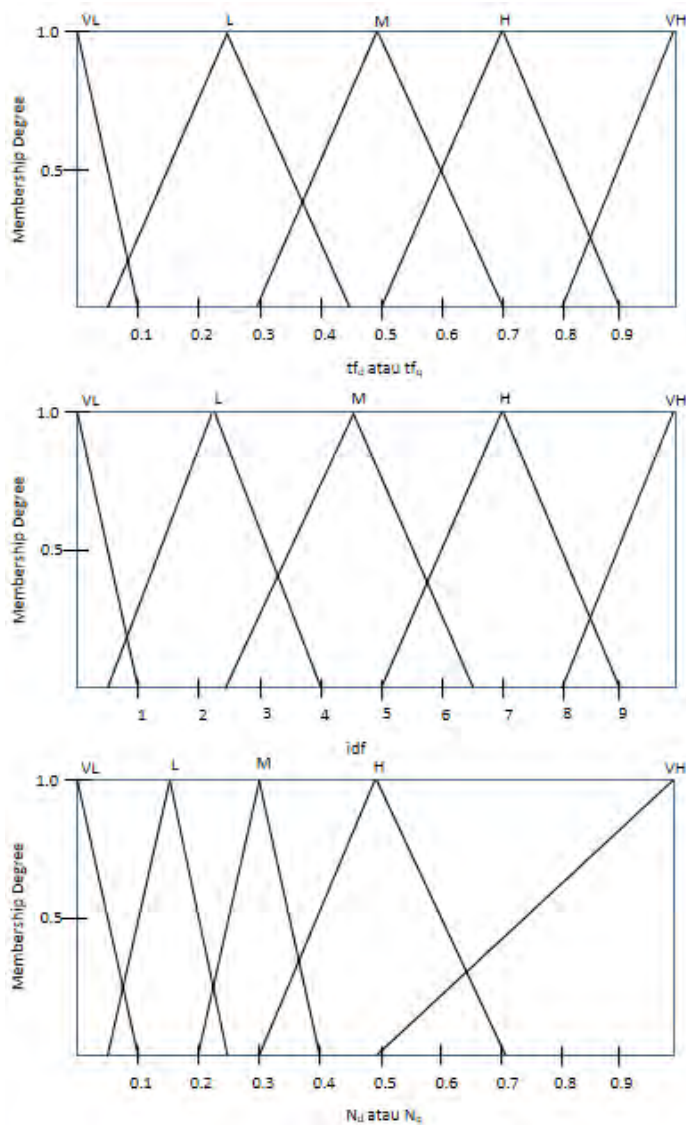 VL L M H VH
1.0
0.5
Membership Degree
0.1 0.2 0.3 0.4 0.5 0.6 0.7 0.8 0.9
tfd atau tfq
VL L M H VH
1.0
0.5
Membership Degree
1 2 3 4 5 6 7 8 9
idf
VL L M H VH
1.0
0.5
Membership Degree
0.1 0.2 0.3 0.4 0.5 0.6 0.7 0.8 0.9
Nd atau Nq